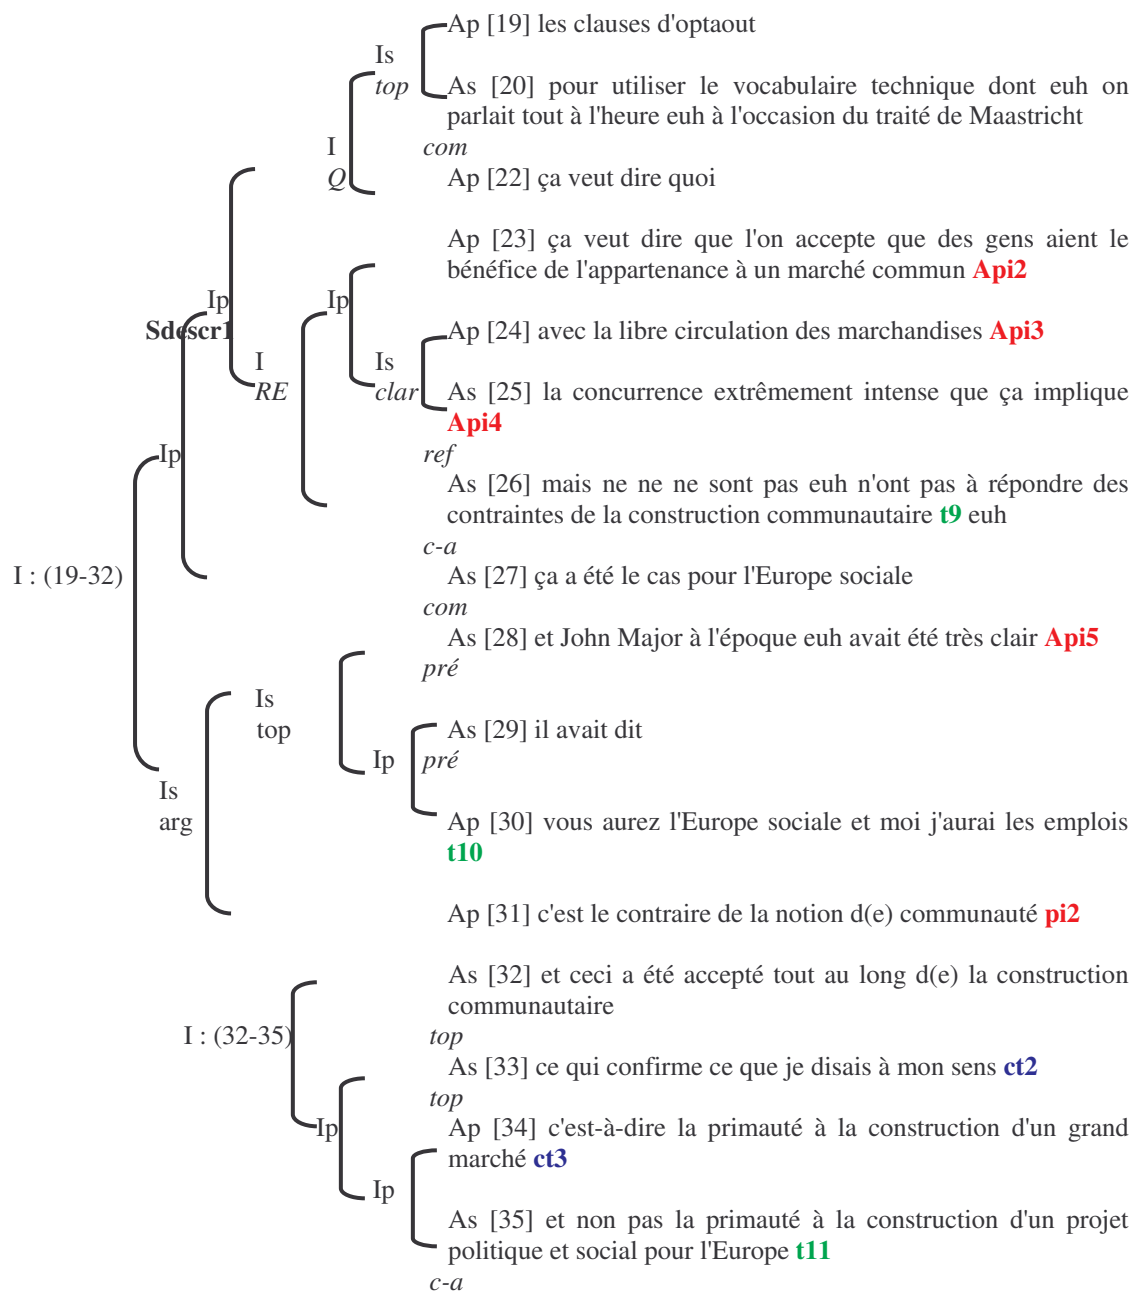 Ap [19] les clauses d'optaout
Is
top
As [20] pour utiliser le vocabulaire technique dont euh on
parlait tout à l'heure euh à l'occasion du traité de Maastricht
I
com
Q
Ap [22] ça veut dire quoi
Ap [23] ça veut dire que l'on accepte que des gens aient le
bénéfice de l'appartenance à un marché commun Api2
Ip
Ip
Sdescr1
Ap [24] avec la libre circulation des marchandises Api3
I
Is
RE
clar
As [25] la concurrence extrêmement intense que ça implique
Api4
Ip
ref
As [26] mais ne ne ne sont pas euh n'ont pas à répondre des
contraintes de la construction communautaire t9 euh
c-a
I : (19-32)
As [27] ça a été le cas pour l'Europe sociale
com
As [28] et John Major à l'époque euh avait été très clair Api5
pré
Is
top
As [29] il avait dit
Ip
pré
Is
arg
Ap [30] vous aurez l'Europe sociale et moi j'aurai les emplois
t10
Ap [31] c'est le contraire de la notion d(e) communauté pi2
As [32] et ceci a été accepté tout au long d(e) la construction
communautaire
I : (32-35)
top
As [33] ce qui confirme ce que je disais à mon sens ct2
top
Ip
Ap [34] c'est-à-dire la primauté à la construction d'un grand
marché ct3
Ip
As [35] et non pas la primauté à la construction d'un projet
politique et social pour l'Europe t11
c-a